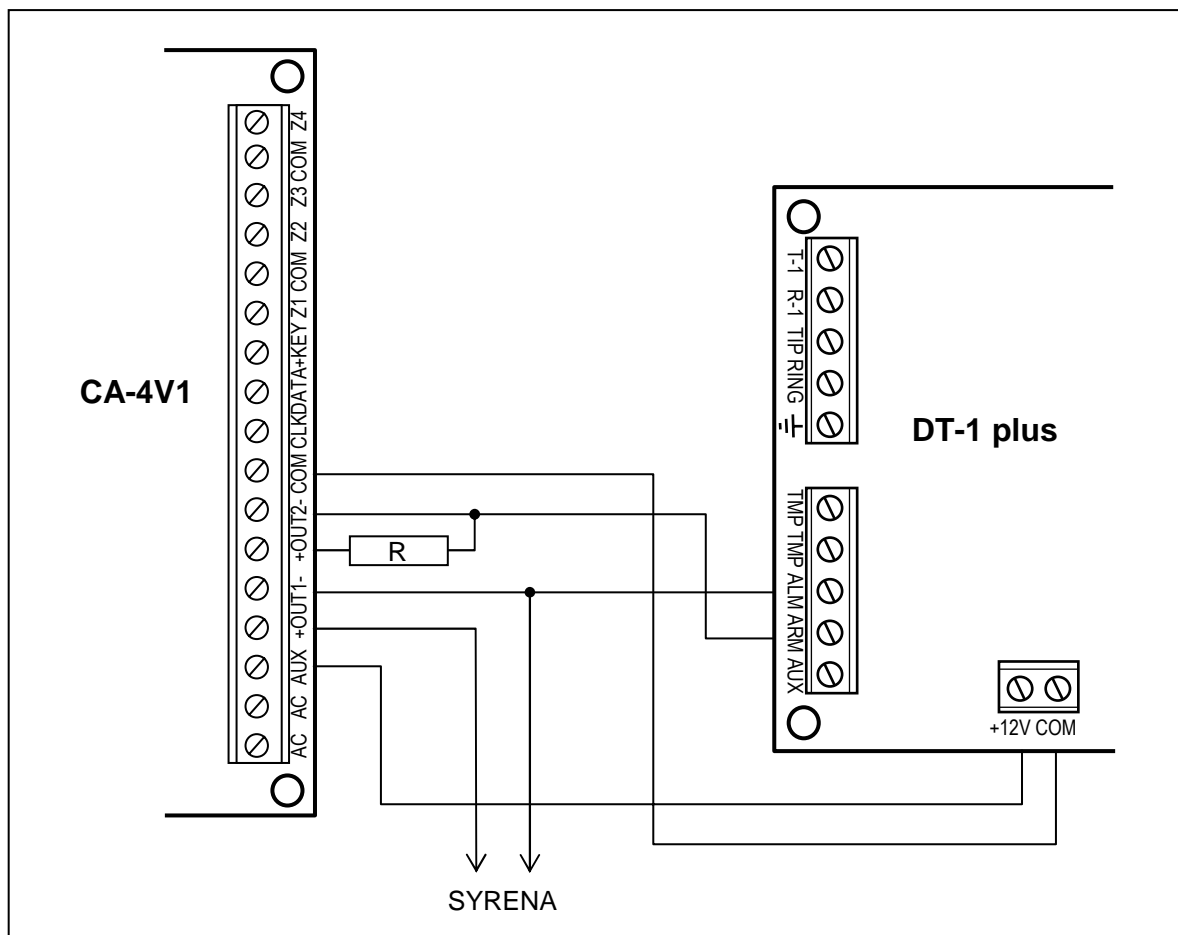 CA-4V1
Z4
COM
Z3
Z2
COM
Z1
+KEY
DATA
CLK
COM
+OUT2-
+OUT1-
AUX
AC
AC
R
SYRENA
DT-1 plus
T-1
R-1
TIP
RING
TMP
TMP
ALM
ARM
AUX
+12V COM